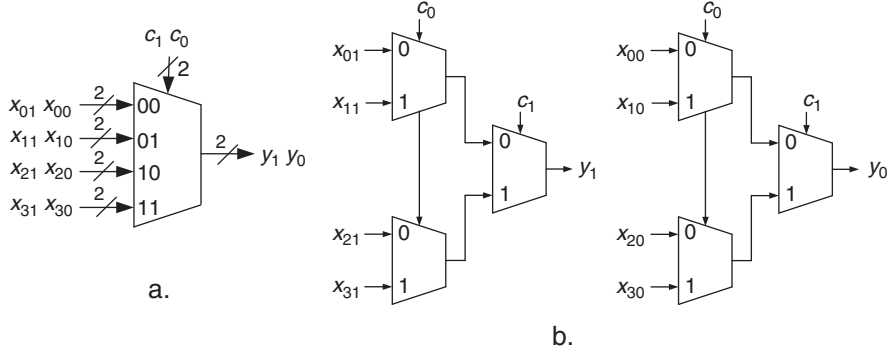 c₁ c₀
2
x₀₁ x₀₀ 2 00
x₁₁ x₁₀ 2 01
x₂₁ x₂₀ 2 10
x₃₁ x₃₀ 2 11
2 y₁ y₀
a.
c₀
x₀₁ 0
x₁₁ 1
c₁
0
1
y₁
x₂₁ 0
x₃₁ 1
c₀
x₀₀ 0
x₁₀ 1
c₁
0
1
y₀
x₂₀ 0
x₃₀ 1
b.